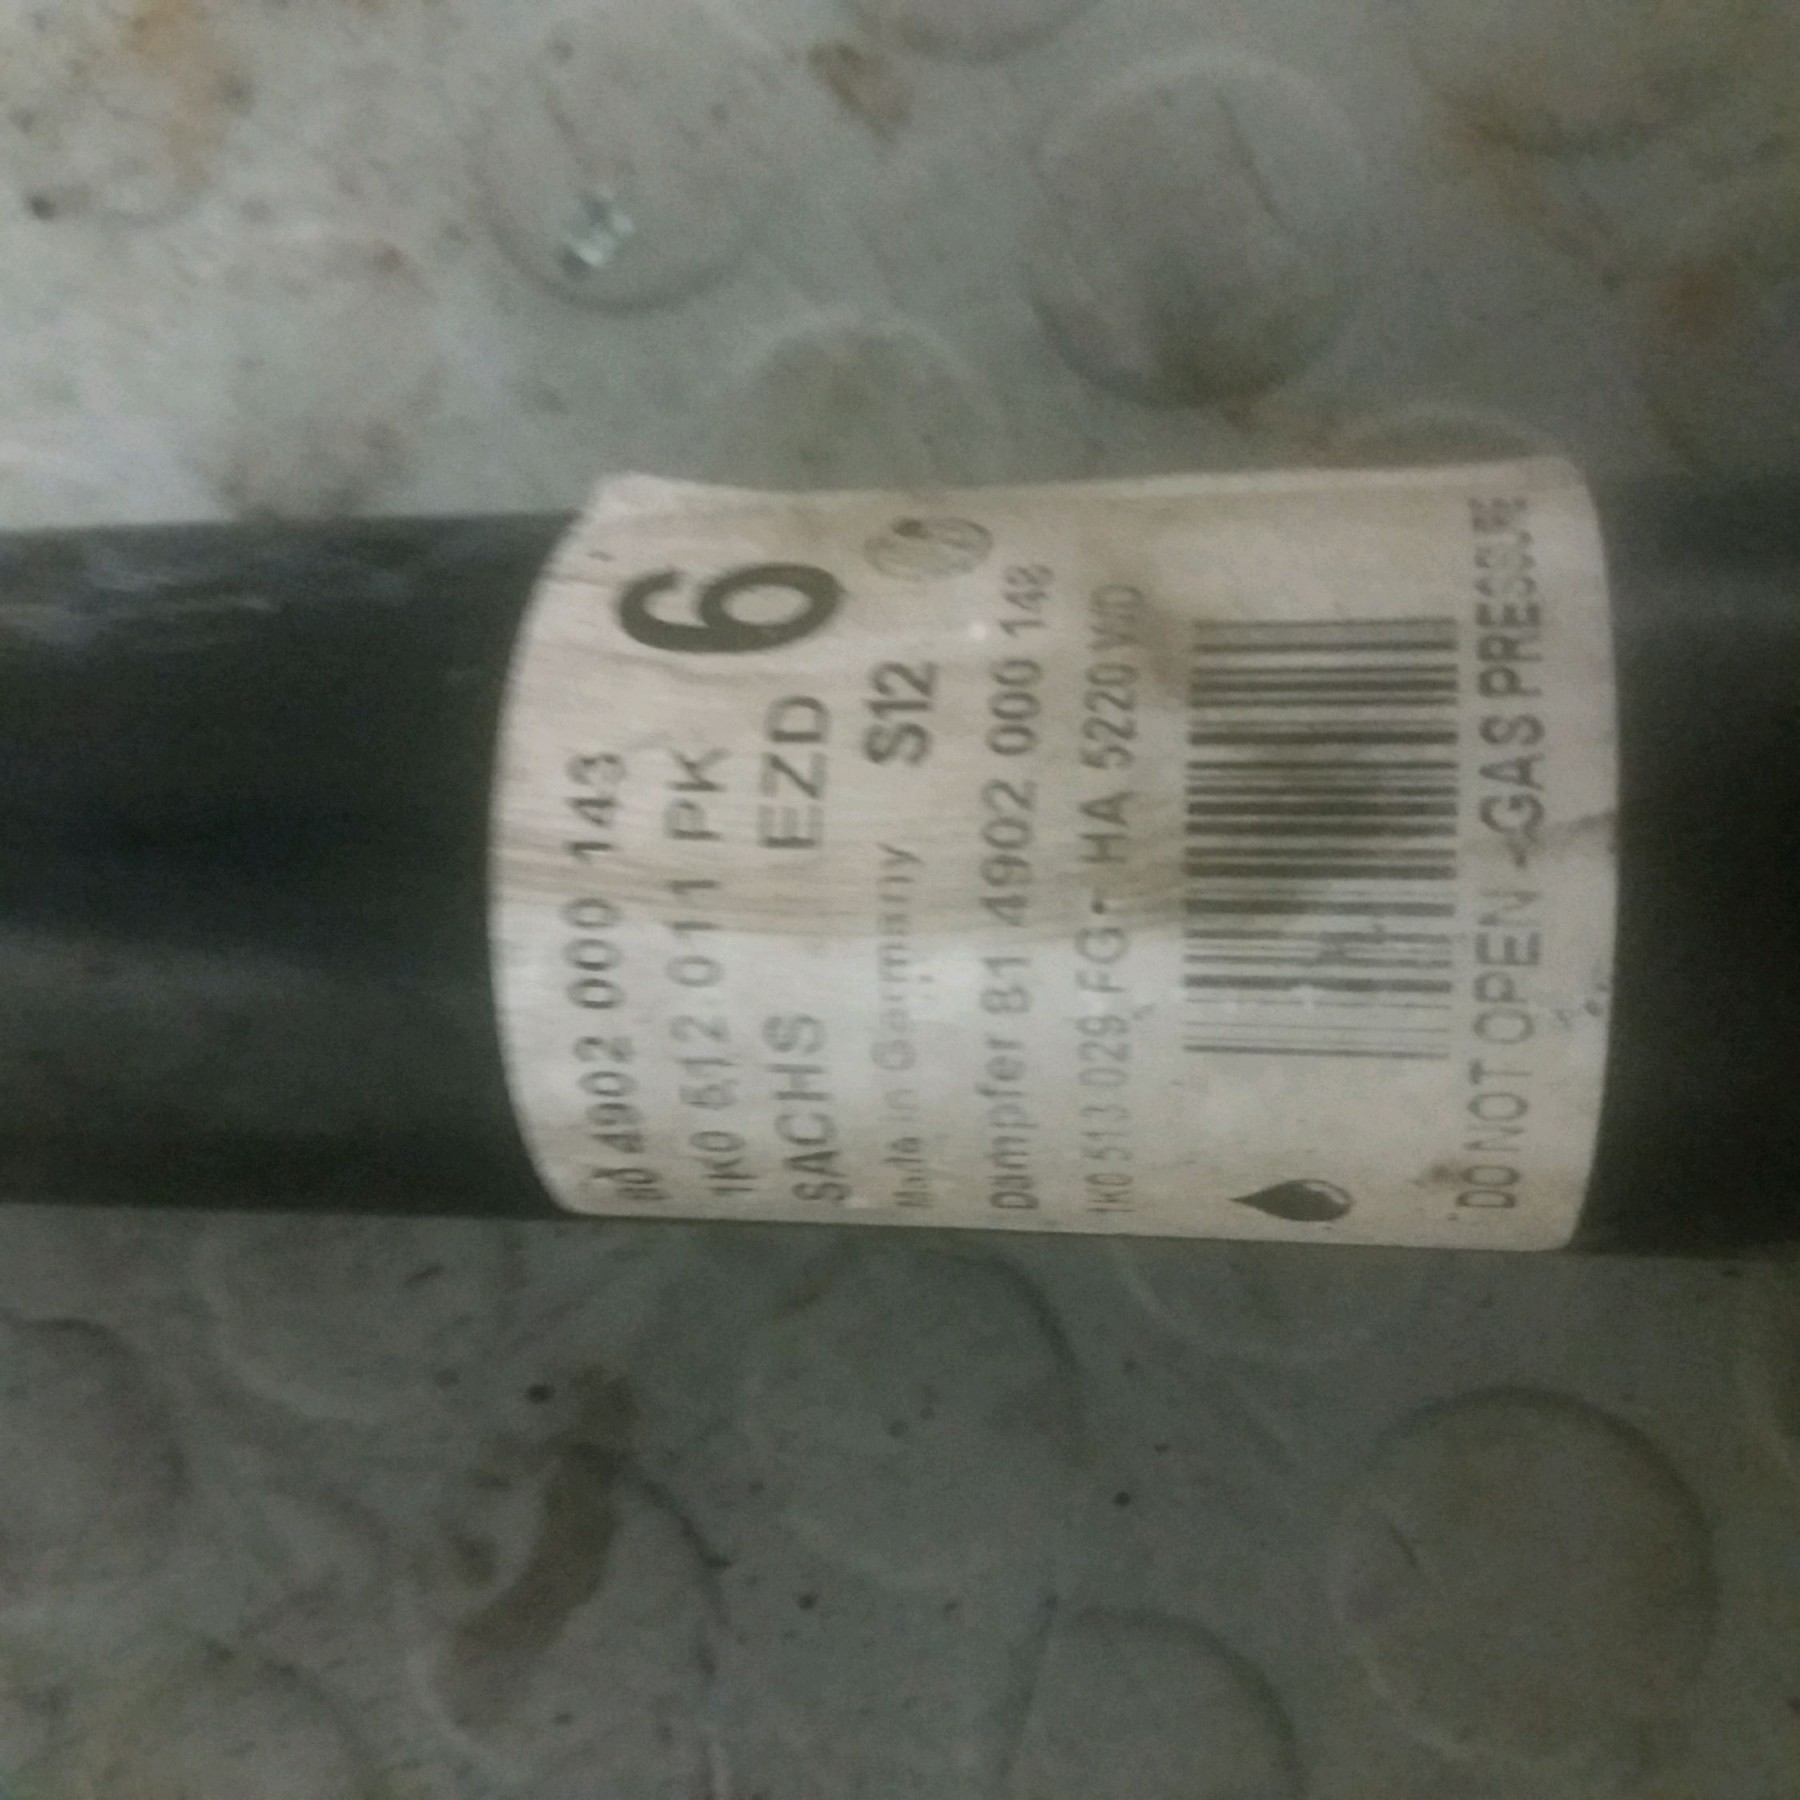 80 4902 000 143
1K0 512 011 PK
6
SACHS EZD
Made in Germany S12
Dämpfer 81 4902 000 148
1K0 513 029 FG - HA 5220
DO NOT OPEN - GAS PRESSURE